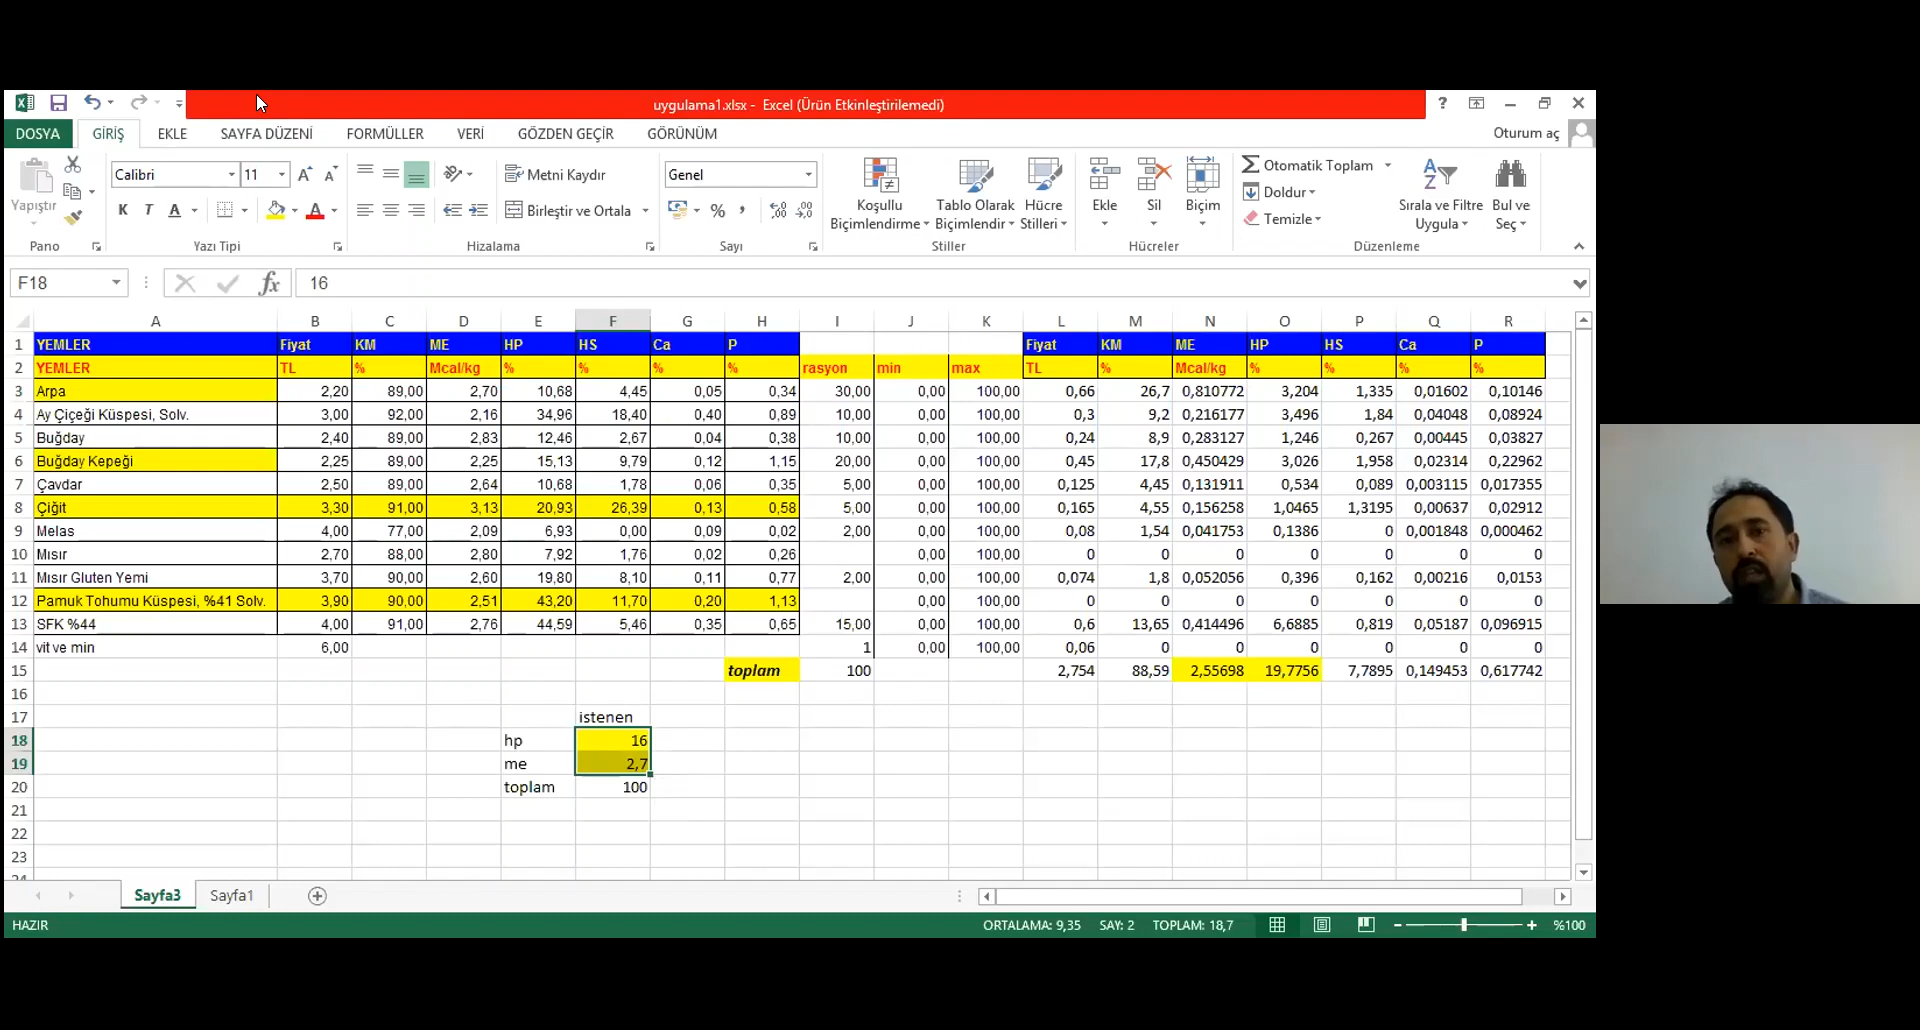 uygulama1.xlsx - Excel (Ürün Etkinleştirilemedi)
DOSYA GİRİŞ EKLE SAYFA DÜZENİ FORMÜLLER VERİ GÖZDEN GEÇİR GÖRÜNÜM Oturum aç
Calibri 11 Metni Kaydır Genel Otomatik Toplam
Yapıştır K T A Birleştir ve Ortala Koşullu Biçimlendirme Tablo Olarak Biçimlendir Hücre Stilleri Ekle Sil Biçim Doldur Temizle Sırala ve Filtre Uygula Bul ve Seç
Pano Yazı Tipi Hizalama Sayı Stiller Hücreler Düzenleme
F18 fx 16
A B C D E F G H I J K L M N O P Q R
1 YEMLER Fiyat KM ME HP HS Ca P Fiyat KM ME HP HS Ca P
2 YEMLER TL % Mcal/kg % % % % rasyon min max TL % Mcal/kg % % % %
3 Arpa 2,20 89,00 2,70 10,68 4,45 0,05 0,34 30,00 0,00 100,00 0,66 26,7 0,810772 3,204 1,335 0,01602 0,10146
4 Ay Çiçeği Küspesi, Solv. 3,00 92,00 2,16 34,96 18,40 0,40 0,89 10,00 0,00 100,00 0,3 9,2 0,216177 3,496 1,84 0,04048 0,08924
5 Buğday 2,40 89,00 2,83 12,46 2,67 0,04 0,38 10,00 0,00 100,00 0,24 8,9 0,283127 1,246 0,267 0,00445 0,03827
6 Buğday Kepeği 2,25 89,00 2,25 15,13 9,79 0,12 1,15 20,00 0,00 100,00 0,45 17,8 0,450429 3,026 1,958 0,02314 0,22962
7 Çavdar 2,50 89,00 2,64 10,68 1,78 0,06 0,35 5,00 0,00 100,00 0,125 4,45 0,131911 0,534 0,089 0,003115 0,017355
8 Çiğit 3,30 91,00 3,13 20,93 26,39 0,13 0,58 5,00 0,00 100,00 0,165 4,55 0,156258 1,0465 1,3195 0,00637 0,02912
9 Melas 4,00 77,00 2,09 6,93 0,00 0,09 0,02 2,00 0,00 100,00 0,08 1,54 0,041753 0,1386 0 0,001848 0,000462
10 Mısır 2,70 88,00 2,80 7,92 1,76 0,02 0,26 0,00 100,00 0 0 0 0 0 0 0
11 Mısır Gluten Yemi 3,70 90,00 2,60 19,80 8,10 0,11 0,77 2,00 0,00 100,00 0,074 1,8 0,052056 0,396 0,162 0,00216 0,0153
12 Pamuk Tohumu Küspesi, %41 Solv. 3,90 90,00 2,51 43,20 11,70 0,20 1,13 0,00 100,00 0 0 0 0 0 0 0
13 SFK %44 4,00 91,00 2,76 44,59 5,46 0,35 0,65 15,00 0,00 100,00 0,6 13,65 0,414496 6,6885 0,819 0,05187 0,096915
14 vit ve min 6,00 1 0,00 100,00 0,06 0 0 0 0 0 0
15 toplam 100 2,754 88,59 2,55698 19,7756 7,7895 0,149453 0,617742
16
17 istenen
18 hp 16
19 me 2,7
20 toplam 100
21
22
23
24
Sayfa3 Sayfa1
HAZIR ORTALAMA: 9,35 SAY: 2 TOPLAM: 18,7 %100